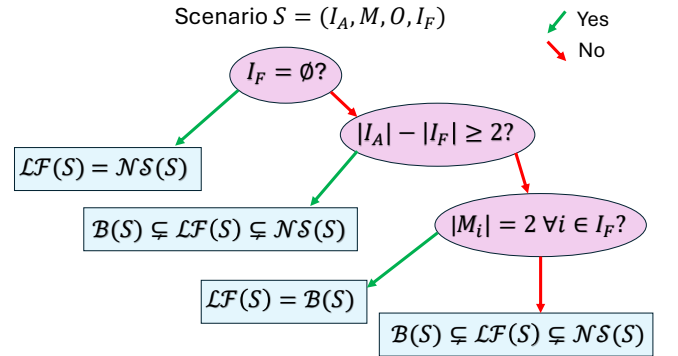 Scenario S = (I_A, M, O, I_F)
Yes
No
I_F = ∅?
|I_A| − |I_F| ≥ 2?
ℒℱ(S) = 𝒩𝒮(S)
ℬ(S) ⊊ ℒℱ(S) ⊊ 𝒩𝒮(S)
|M_i| = 2 ∀i ∈ I_F?
ℒℱ(S) = ℬ(S)
ℬ(S) ⊊ ℒℱ(S) ⊊ 𝒩𝒮(S)